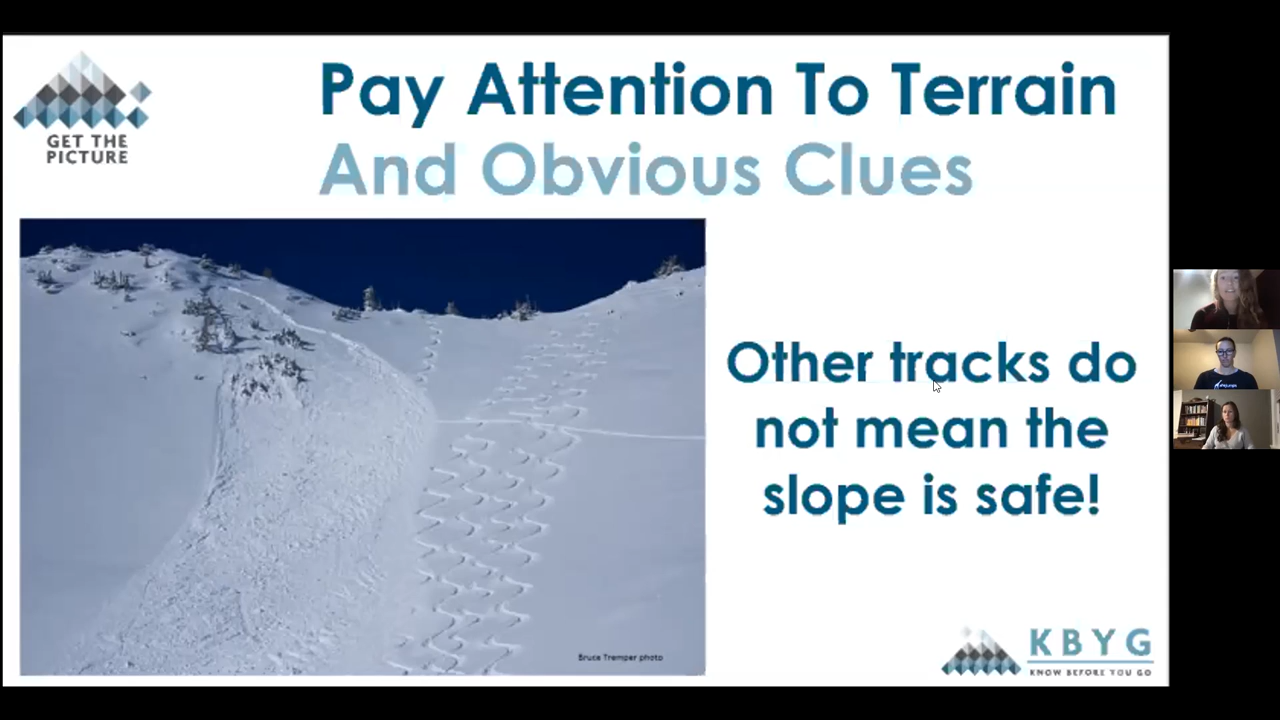 Pay Attention To Terrain
And Obvious Clues
GET THE
PICTURE
Other tracks do
not mean the
slope is safe!
Bruce Tremper photo
KBYG
KNOW BEFORE YOU GO